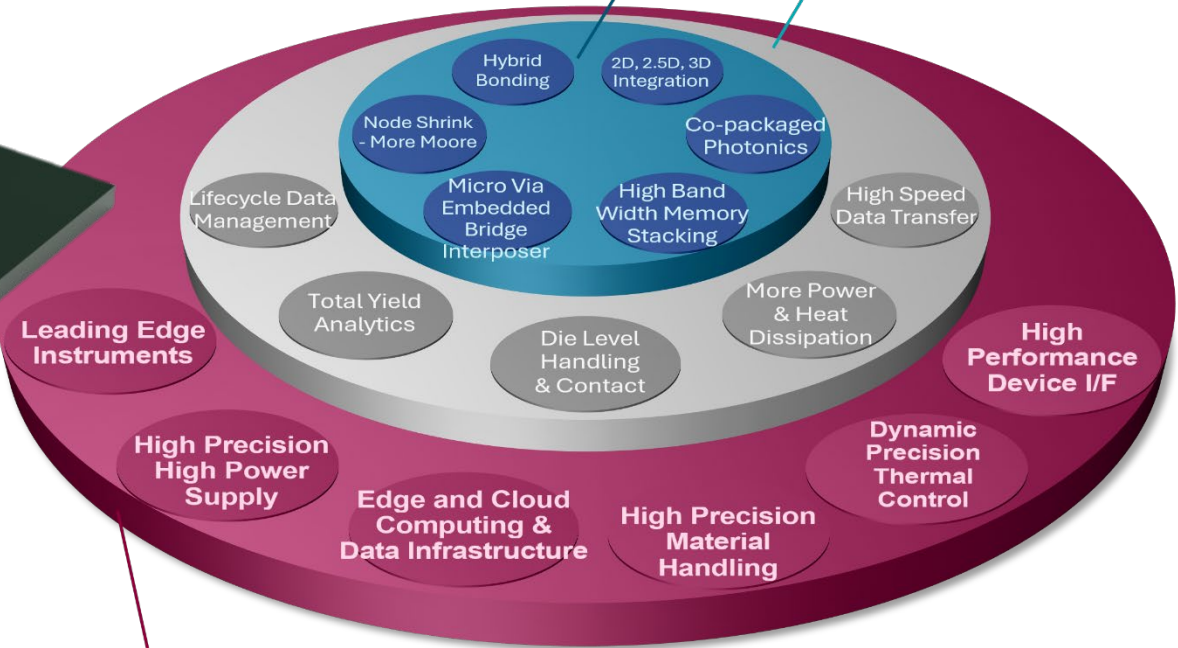 Hybrid
Bonding
2D, 2.5D, 3D
Integration
Node Shrink
- More Moore
Co-packaged
Photonics
Micro Via
Embedded
Bridge
Interposer
High Band
Width Memory
Stacking
Lifecycle Data
Management
High Speed
Data Transfer
Total Yield
Analytics
More Power
& Heat
Dissipation
Die Level
Handling
& Contact
Leading Edge
Instruments
High
Performance
Device I/F
High Precision
High Power
Supply
Dynamic
Precision
Thermal
Control
Edge and Cloud
Computing &
Data Infrastructure
High Precision
Material
Handling